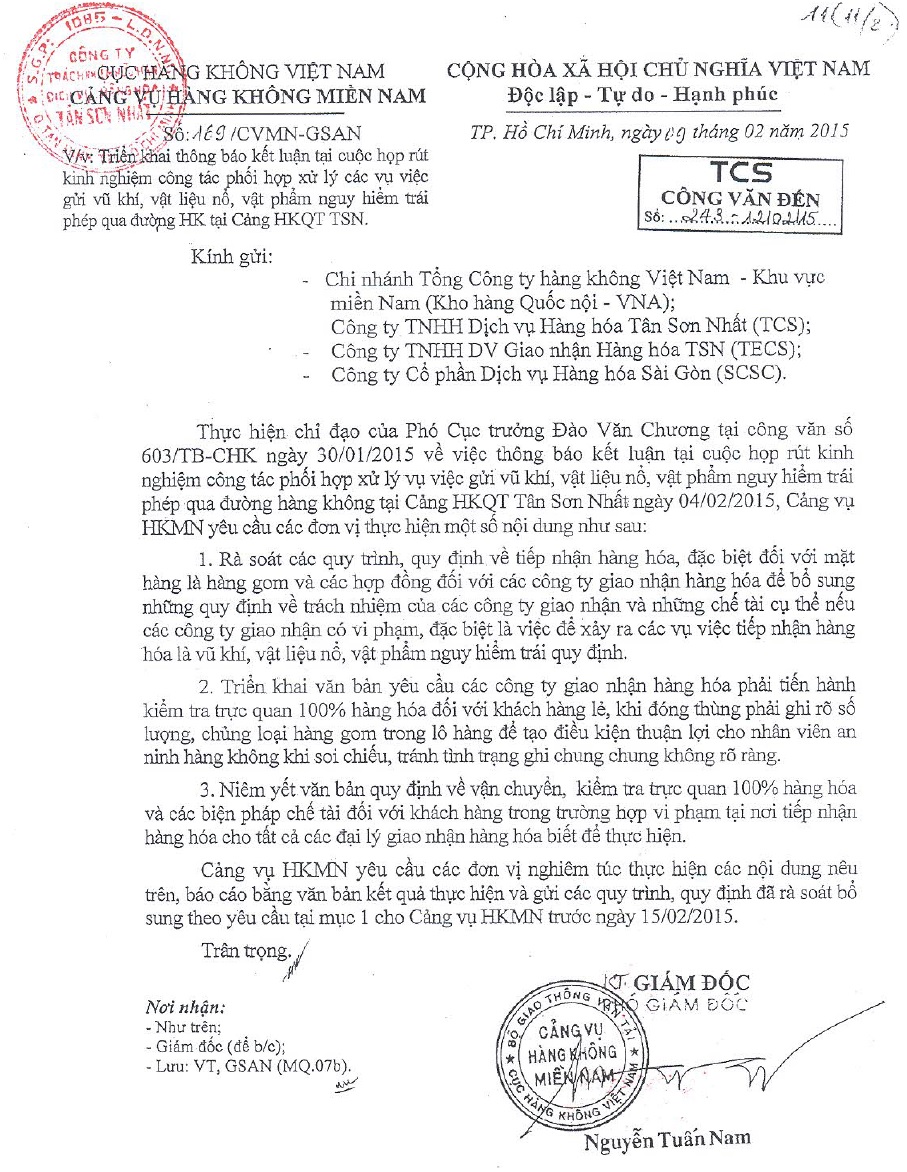 11(11/2)
S.G.P: 1085 - L.D.N.N
CÔNG TY
TÂN SƠN NHẤT
CỤC HÀNG KHÔNG VIỆT NAM
CẢNG VỤ HÀNG KHÔNG MIỀN NAM
Số: 169 /CVMN-GSAN
V/v: Triển khai thông báo kết luận tại cuộc họp rút
kinh nghiệm công tác phối hợp xử lý các vụ việc
gửi vũ khí, vật liệu nổ, vật phẩm nguy hiểm trái
phép qua đường HK tại Cảng HKQT TSN.
CỘNG HÒA XÃ HỘI CHỦ NGHĨA VIỆT NAM
Độc lập - Tự do - Hạnh phúc
TP. Hồ Chí Minh, ngày 09 tháng 02 năm 2015
TCS
CÔNG VĂN ĐẾN
Số: 243 - 12/02/15
Kính gửi:
- Chi nhánh Tổng Công ty hàng không Việt Nam - Khu vực
miền Nam (Kho hàng Quốc nội - VNA);
Công ty TNHH Dịch vụ Hàng hóa Tân Sơn Nhất (TCS);
- Công ty TNHH DV Giao nhận Hàng hóa TSN (TECS);
- Công ty Cổ phần Dịch vụ Hàng hóa Sài Gòn (SCSC).
Thực hiện chỉ đạo của Phó Cục trưởng Đào Văn Chương tại công văn số
603/TB-CHK ngày 30/01/2015 về việc thông báo kết luận tại cuộc họp rút kinh
nghiệm công tác phối hợp xử lý vụ việc gửi vũ khí, vật liệu nổ, vật phẩm nguy hiểm trái
phép qua đường hàng không tại Cảng HKQT Tân Sơn Nhất ngày 04/02/2015, Cảng vụ
HKMN yêu cầu các đơn vị thực hiện một số nội dung như sau:
1. Rà soát các quy trình, quy định về tiếp nhận hàng hóa, đặc biệt đối với mặt
hàng là hàng gom và các hợp đồng đối với các công ty giao nhận hàng hóa để bổ sung
những quy định về trách nhiệm của các công ty giao nhận và những chế tài cụ thể nếu
các công ty giao nhận có vi phạm, đặc biệt là việc để xảy ra các vụ việc tiếp nhận hàng
hóa là vũ khí, vật liệu nổ, vật phẩm nguy hiểm trái quy định.
2. Triển khai văn bản yêu cầu các công ty giao nhận hàng hóa phải tiến hành
kiểm tra trực quan 100% hàng hóa đối với khách hàng lẻ, khi đóng thùng phải ghi rõ số
lượng, chủng loại hàng gom trong lô hàng để tạo điều kiện thuận lợi cho nhân viên an
ninh hàng không khi soi chiếu, tránh tình trạng ghi chung chung không rõ ràng.
3. Niêm yết văn bản quy định về vận chuyển, kiểm tra trực quan 100% hàng hóa
và các biện pháp chế tài đối với khách hàng trong trường hợp vi phạm tại nơi tiếp nhận
hàng hóa cho tất cả các đại lý giao nhận hàng hóa biết để thực hiện.
Cảng vụ HKMN yêu cầu các đơn vị nghiêm túc thực hiện các nội dung nêu
trên, báo cáo bằng văn bản kết quả thực hiện và gửi các quy trình, quy định đã rà soát bổ
sung theo yêu cầu tại mục 1 cho Cảng vụ HKMN trước ngày 15/02/2015.
Trân trọng.
Nơi nhận:
- Như trên;
- Giám đốc (để b/c);
- Lưu: VT, GSAN (MQ.07b).
KT. GIÁM ĐỐC
PHÓ GIÁM ĐỐC
BỘ GIAO THÔNG VẬN TẢI
CẢNG VỤ
HÀNG KHÔNG
MIỀN NAM
CỤC HÀNG KHÔNG VIỆT NAM
Nguyễn Tuấn Nam